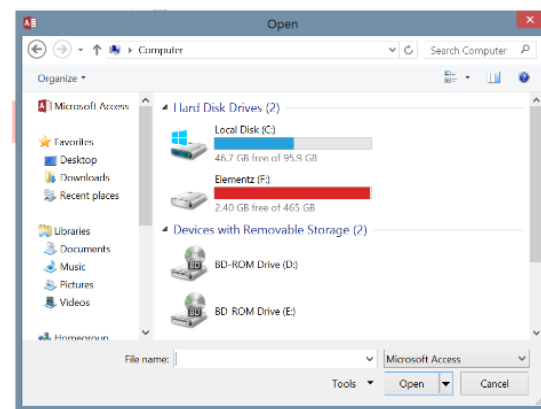 Open
Computer
Search Computer
Organize
Microsoft Access
Favorites
Desktop
Downloads
Recent places
Libraries
Documents
Music
Pictures
Videos
Homegroup
Hard Disk Drives (2)
Local Disk (C:)
46.7 GB free of 95.9 GB
Elementz (F:)
2.40 GB free of 465 GB
Devices with Removable Storage (2)
BD
BD-ROM Drive (D:)
BD
BD-ROM Drive (E:)
File name:
Microsoft Access
Tools
Open
Cancel